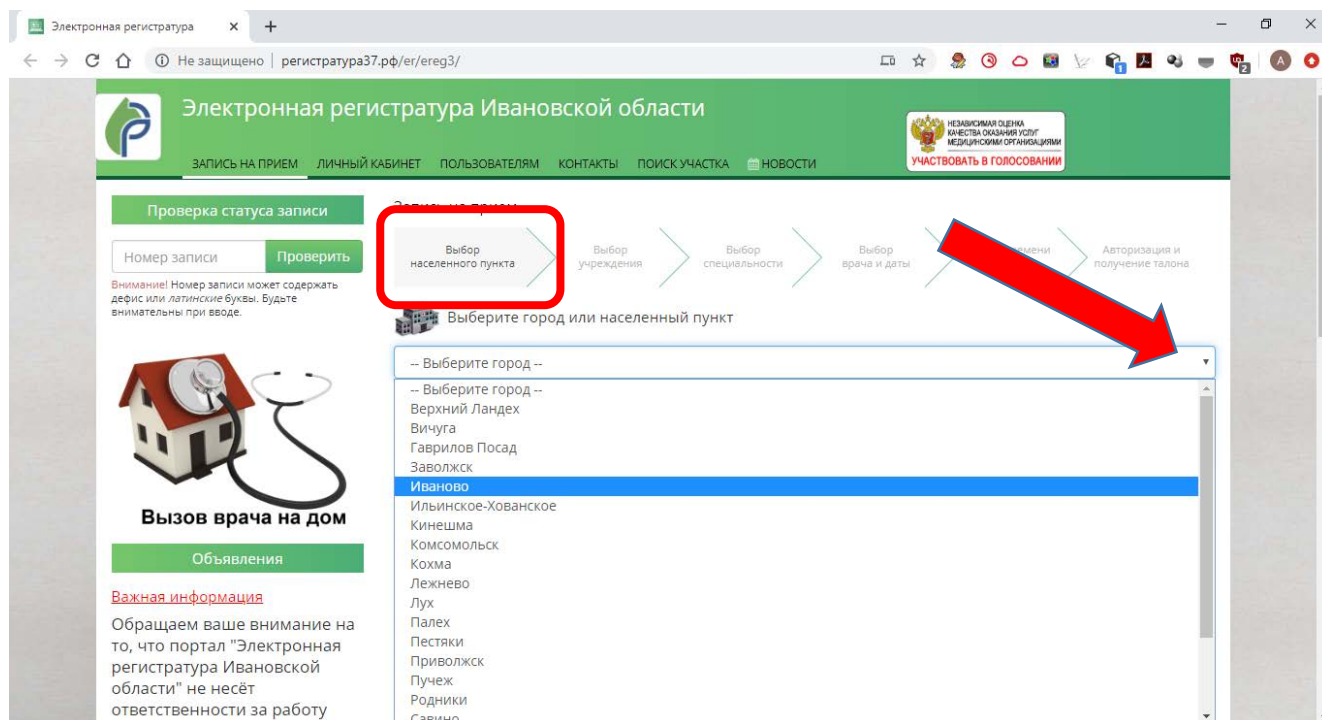 Электронная регистратура
Не защищено | регистратура37.рф/er/ereg3/
Электронная регистратура Ивановской области
НЕЗАВИСИМАЯ ОЦЕНКА
КАЧЕСТВА ОКАЗАНИЯ УСЛУГ
МЕДИЦИНСКИМИ ОРГАНИЗАЦИЯМИ
УЧАСТВОВАТЬ В ГОЛОСОВАНИИ
ЗАПИСЬ НА ПРИЕМ ЛИЧНЫЙ КАБИНЕТ ПОЛЬЗОВАТЕЛЯМ КОНТАКТЫ ПОИСК УЧАСТКА НОВОСТИ
Проверка статуса записи
Номер записи Проверить
Внимание! Номер записи может содержать
дефис или латинские буквы. Будьте
внимательны при вводе.
Вызов врача на дом
Объявления
Важная информация
Обращаем ваше внимание на
то, что портал "Электронная
регистратура Ивановской
области" не несёт
ответственности за работу
Запись на прием
Выбор
населенного пункта
Выбор
учреждения
Выбор
специальности
Выбор
врача и даты
Авторизация и
получение талона
Выберите город или населенный пункт
-- Выберите город --
-- Выберите город --
Верхний Ландех
Вичуга
Гаврилов Посад
Заволжск
Иваново
Ильинское-Хованское
Кинешма
Комсомольск
Кохма
Лежнево
Лух
Палех
Пестяки
Приволжск
Пучеж
Родники
Савино